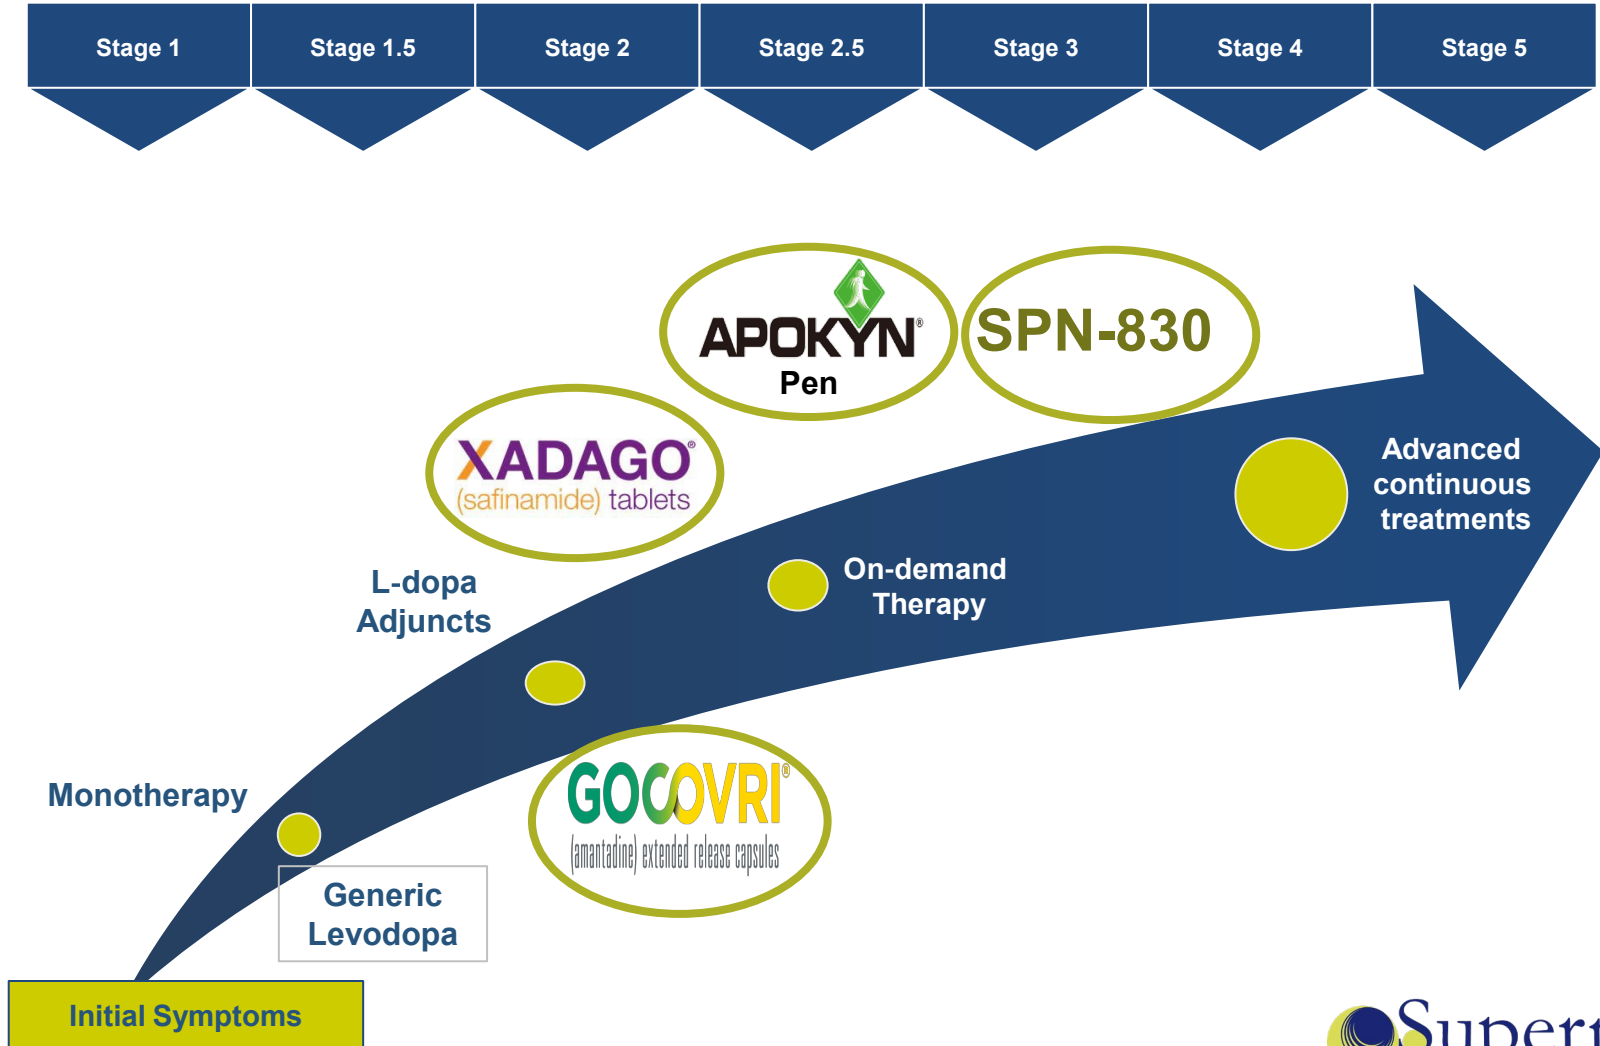 Stage 1
Stage 1.5
Stage 2
Stage 2.5
Stage 3
Stage 4
Stage 5
APOKYN®
Pen
SPN-830
XADAGO®
(safinamide) tablets
Advanced
continuous
treatments
On-demand
Therapy
L-dopa
Adjuncts
GOCOVRI®
(amantadine) extended release capsules
Monotherapy
Generic
Levodopa
Initial Symptoms